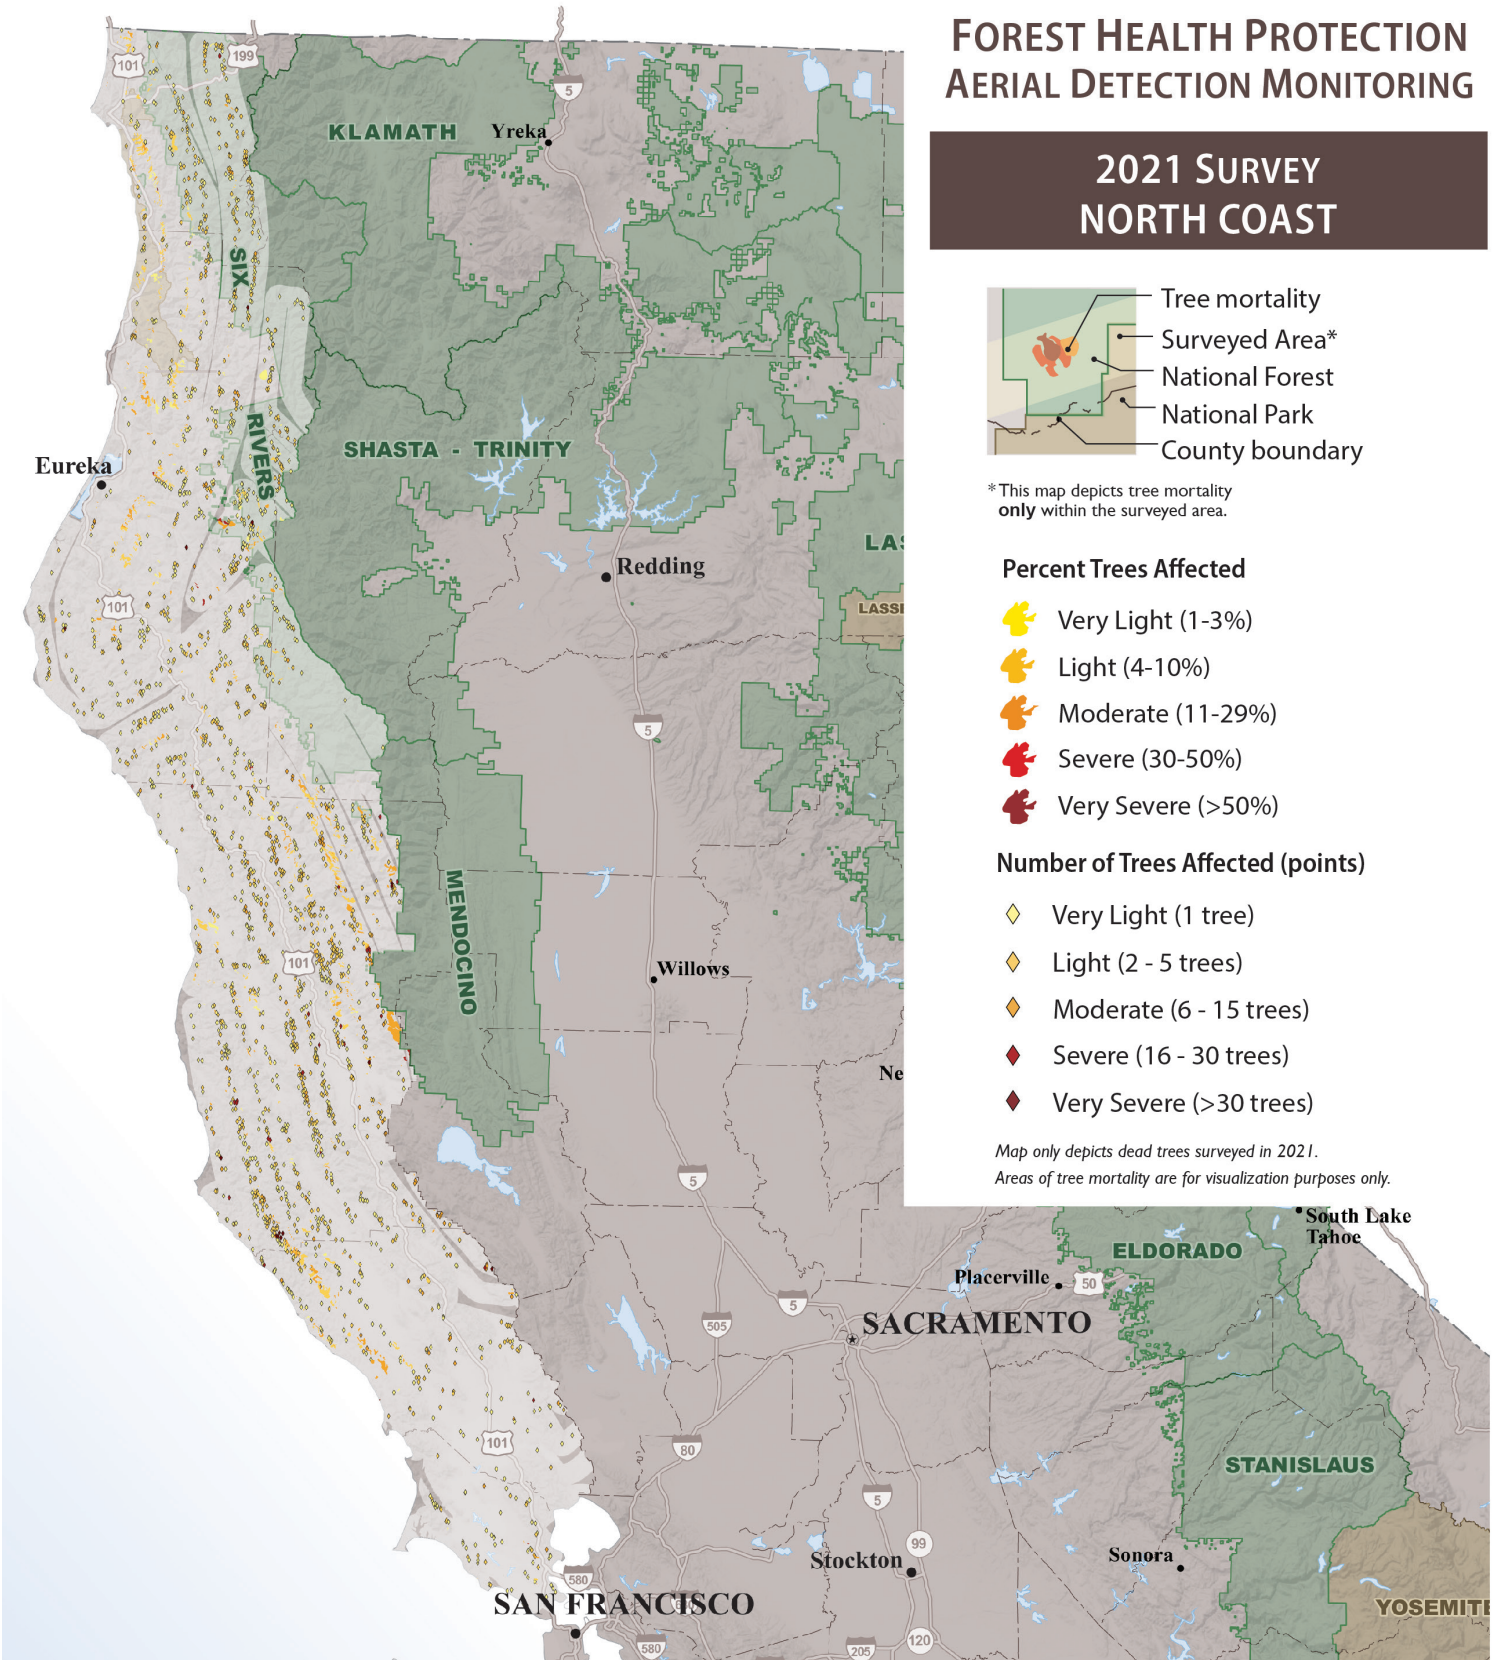 FOREST HEALTH PROTECTION
AERIAL DETECTION MONITORING
2021 SURVEY
NORTH COAST
Tree mortality
Surveyed Area*
National Forest
National Park
County boundary
* This map depicts tree mortality
only within the surveyed area.
Percent Trees Affected
Very Light (1-3%)
Light (4-10%)
Moderate (11-29%)
Severe (30-50%)
Very Severe (>50%)
Number of Trees Affected (points)
Very Light (1 tree)
Light (2 - 5 trees)
Moderate (6 - 15 trees)
Severe (16 - 30 trees)
Very Severe (>30 trees)
Map only depicts dead trees surveyed in 2021.
Areas of tree mortality are for visualization purposes only.
101
199
5
KLAMATH
Yreka
SIX
RIVERS
Eureka
SHASTA - TRINITY
LAS
Redding
LASSE
101
5
MENDOCINO
101
Willows
Ne
5
South Lake
Tahoe
ELDORADO
Placerville
50
5
505
SACRAMENTO
101
80
STANISLAUS
5
99
Stockton
Sonora
580
SAN FRANCISCO
YOSEMITE
580
205
120